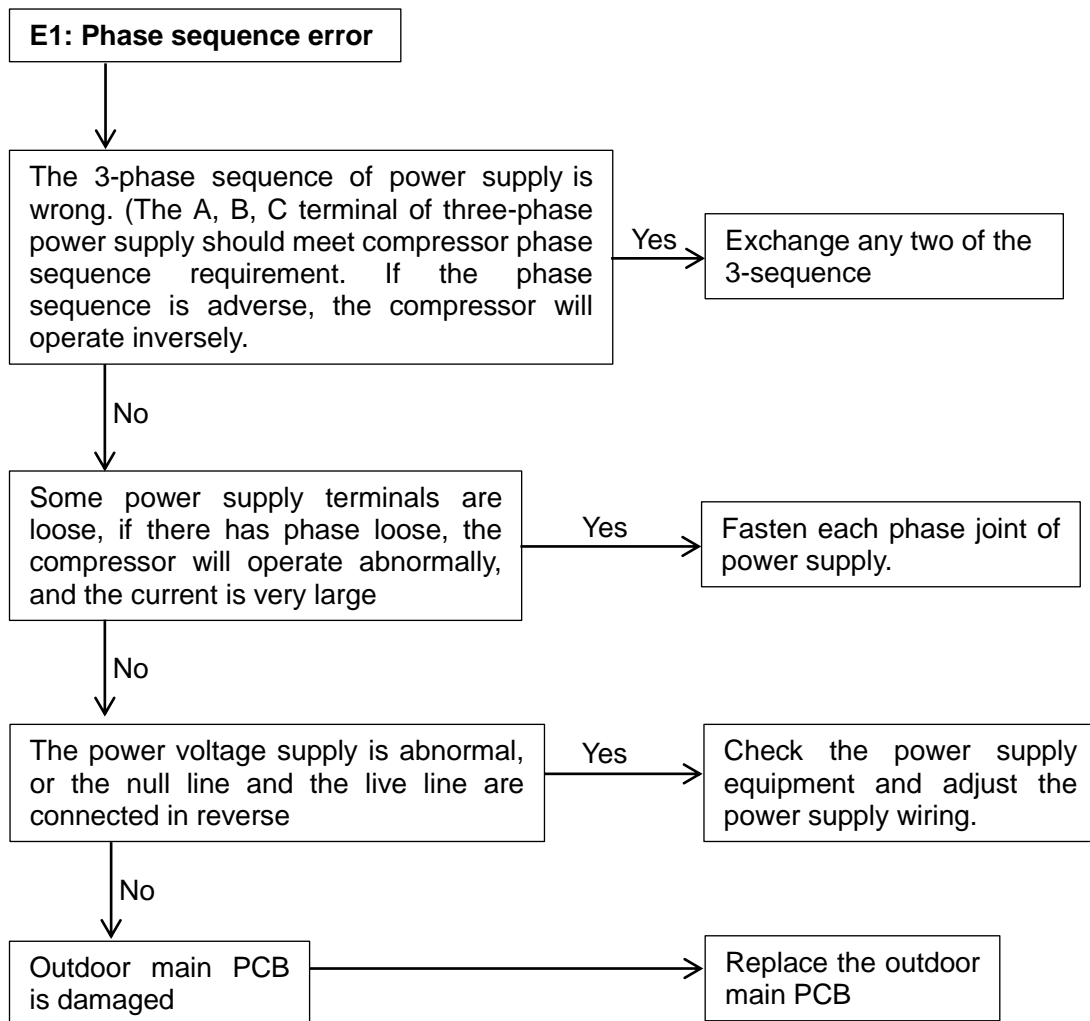 E1: Phase sequence error
The 3-phase sequence of power supply is
wrong. (The A, B, C terminal of three-phase
power supply should meet compressor phase
sequence requirement. If the phase
sequence is adverse, the compressor will
operate inversely.
Yes
Exchange any two of the
3-sequence
No
Some power supply terminals are
loose, if there has phase loose, the
compressor will operate abnormally,
and the current is very large
Yes
Fasten each phase joint of
power supply.
No
The power voltage supply is abnormal,
or the null line and the live line are
connected in reverse
Yes
Check the power supply
equipment and adjust the
power supply wiring.
No
Outdoor main PCB
is damaged
Replace the outdoor
main PCB